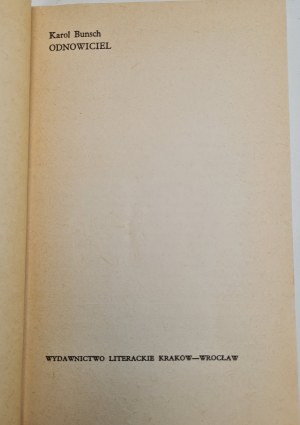 Karol Bunsch
ODNOWICIEL
WYDAWNICTWO LITERACKIE KRAKÓW—WROCŁAW